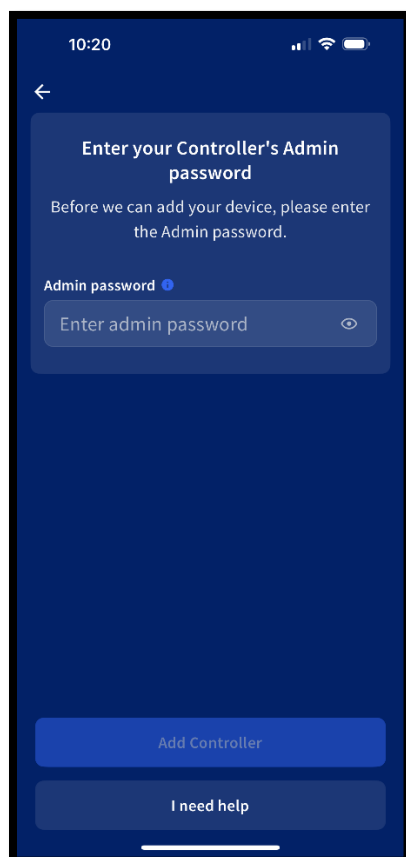 10:20
Enter your Controller's Admin
password
Before we can add your device, please enter
the Admin password.
Admin password
Enter admin password
Add Controller
I need help